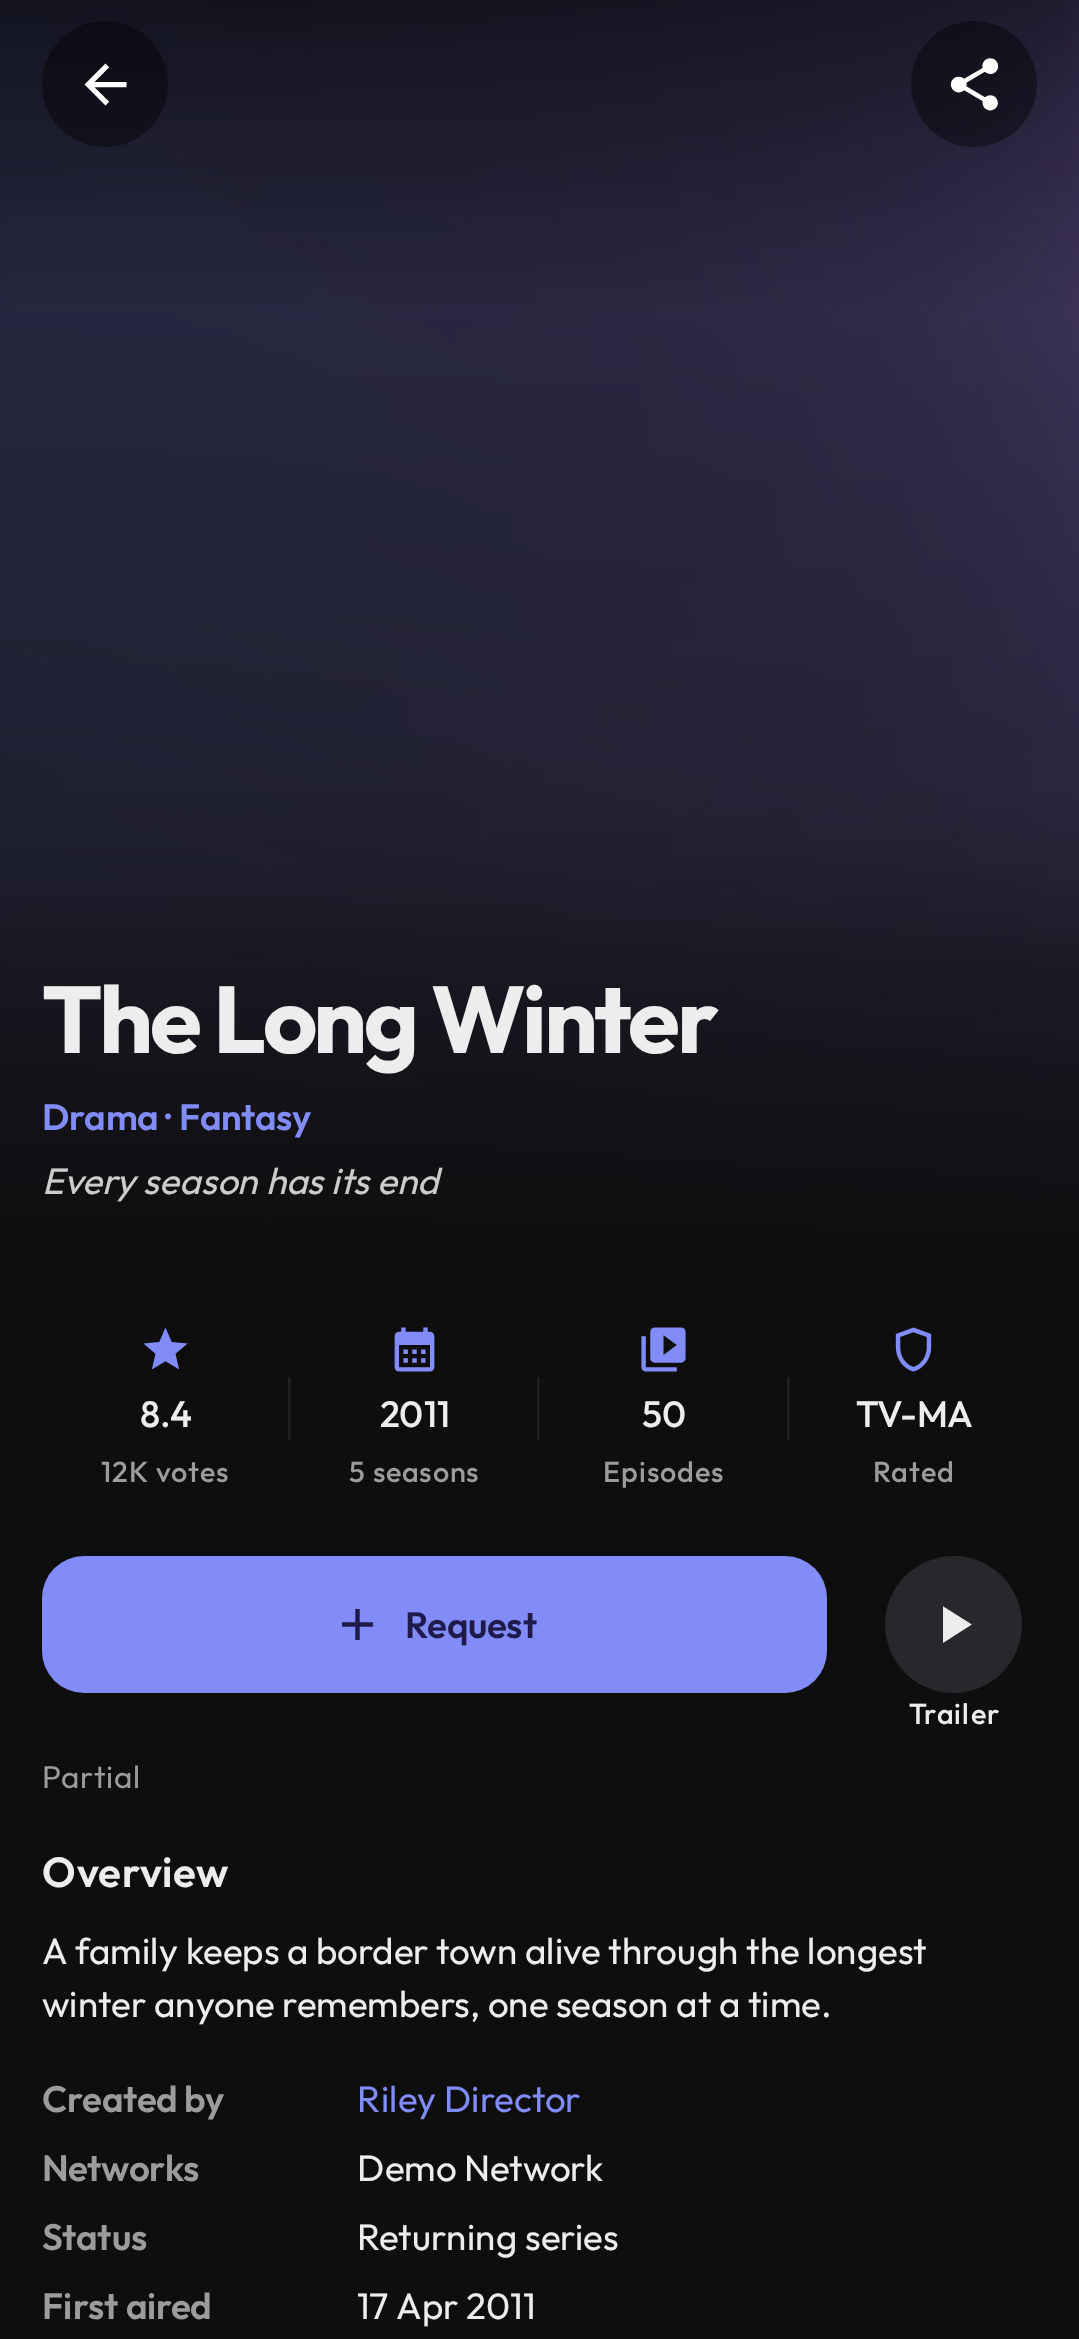 The Long Winter
Drama · Fantasy
Every season has its end
8.4
12K votes
2011
5 seasons
50
Episodes
TV-MA
Rated
Request
Trailer
Partial
Overview
A family keeps a border town alive through the longest
winter anyone remembers, one season at a time.
Created by Riley Director
Networks Demo Network
Status Returning series
First aired 17 Apr 2011